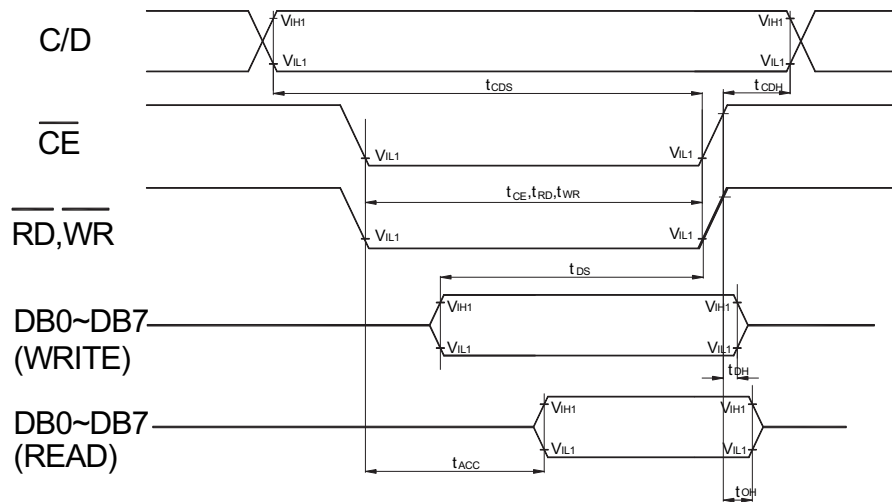 C/D
VIH1
VIH1
VIL1
VIL1
tCDS
tCDH
CE
VIL1
VIL1
tCE,tRD,tWR
RD,WR
VIL1
VIL1
tDS
DB0~DB7
(WRITE)
VIH1
VIH1
VIL1
VIL1
tDH
DB0~DB7
(READ)
VIH1
VIH1
VIL1
VIL1
tACC
tOH